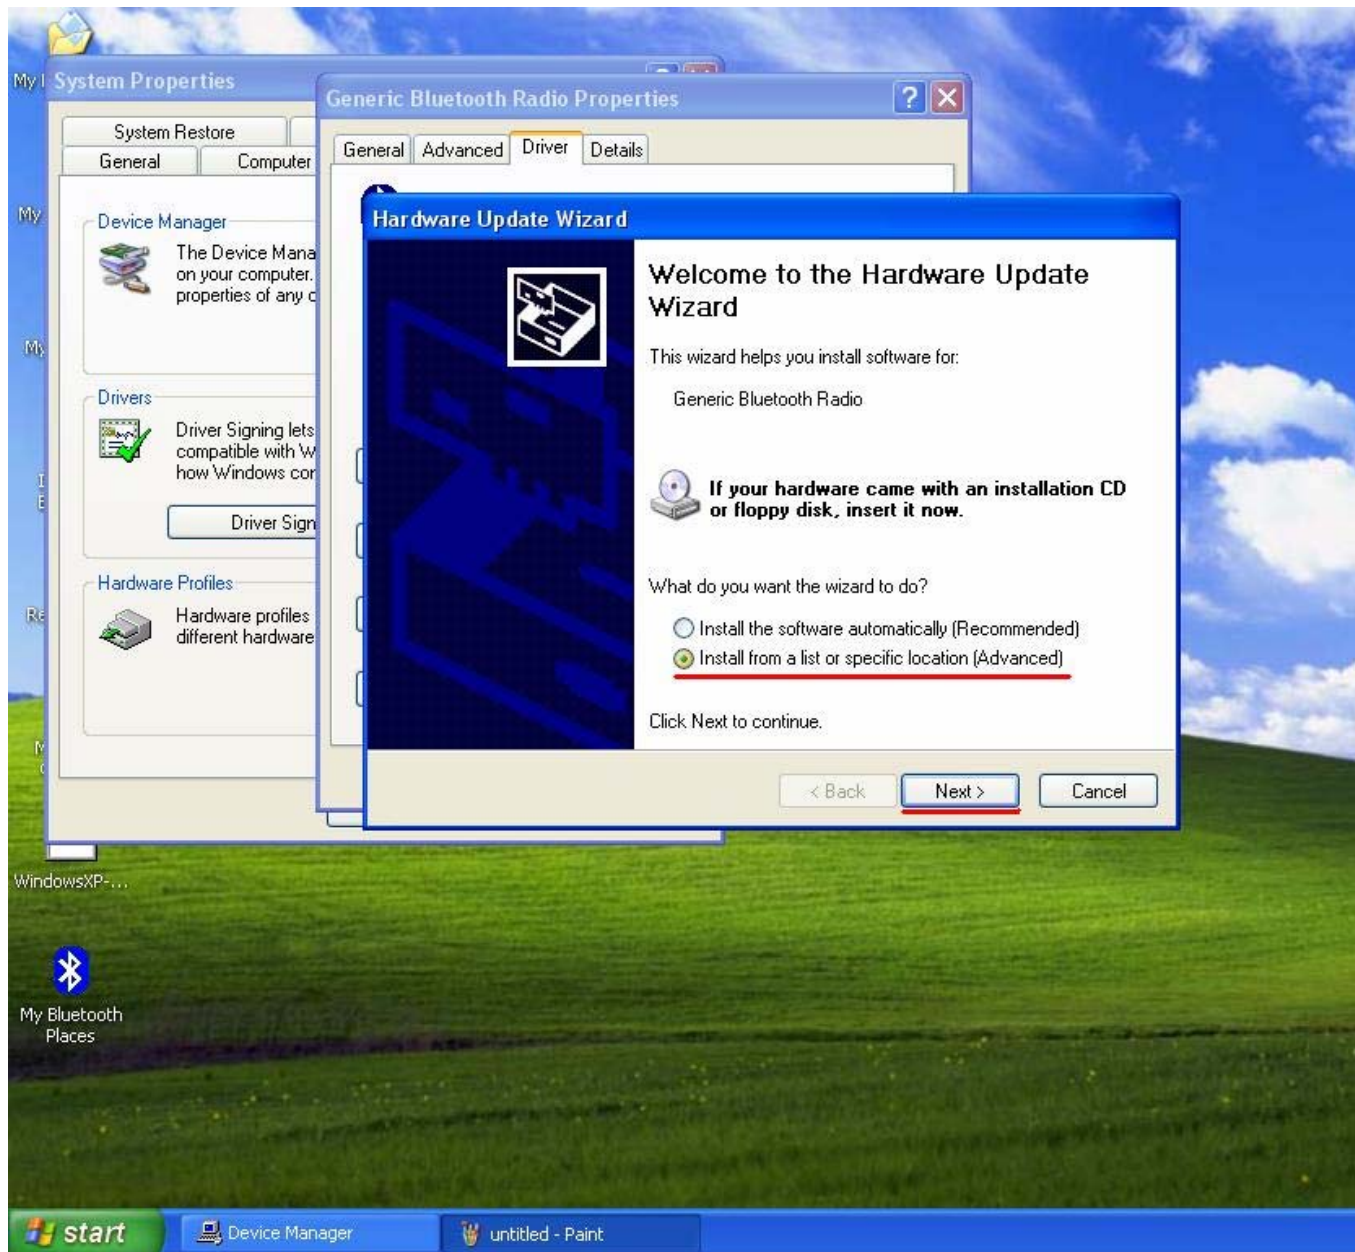 My
System Properties
Generic Bluetooth Radio Properties
System Restore
General
Computer
General
Advanced
Driver
Details
My
Device Manager
The Device Mana
on your computer.
properties of any
My
Drivers
Driver Signing lets
compatible with W
how Windows con
Driver Sign
Hardware Profiles
Hardware profiles
different hardware
Re
Hardware Update Wizard
Welcome to the Hardware Update
Wizard
This wizard helps you install software for:
Generic Bluetooth Radio
If your hardware came with an installation CD
or floppy disk, insert it now.
What do you want the wizard to do?
Install the software automatically (Recommended)
Install from a list or specific location (Advanced)
Click Next to continue.
< Back
Next >
Cancel
WindowsXP-...
My Bluetooth
Places
start
Device Manager
untitled - Paint